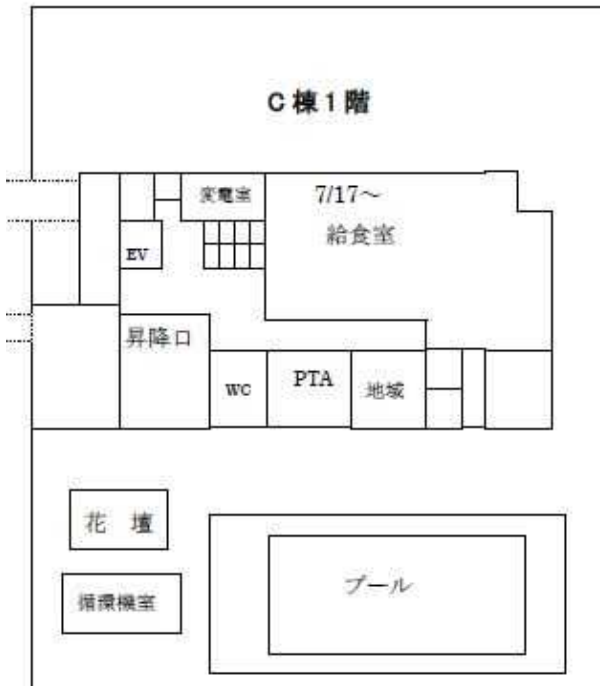 C棟1階
変電室
7/17～
給食室
EV
昇降口
WC
PTA
地域
花　壇
循環機室
プール